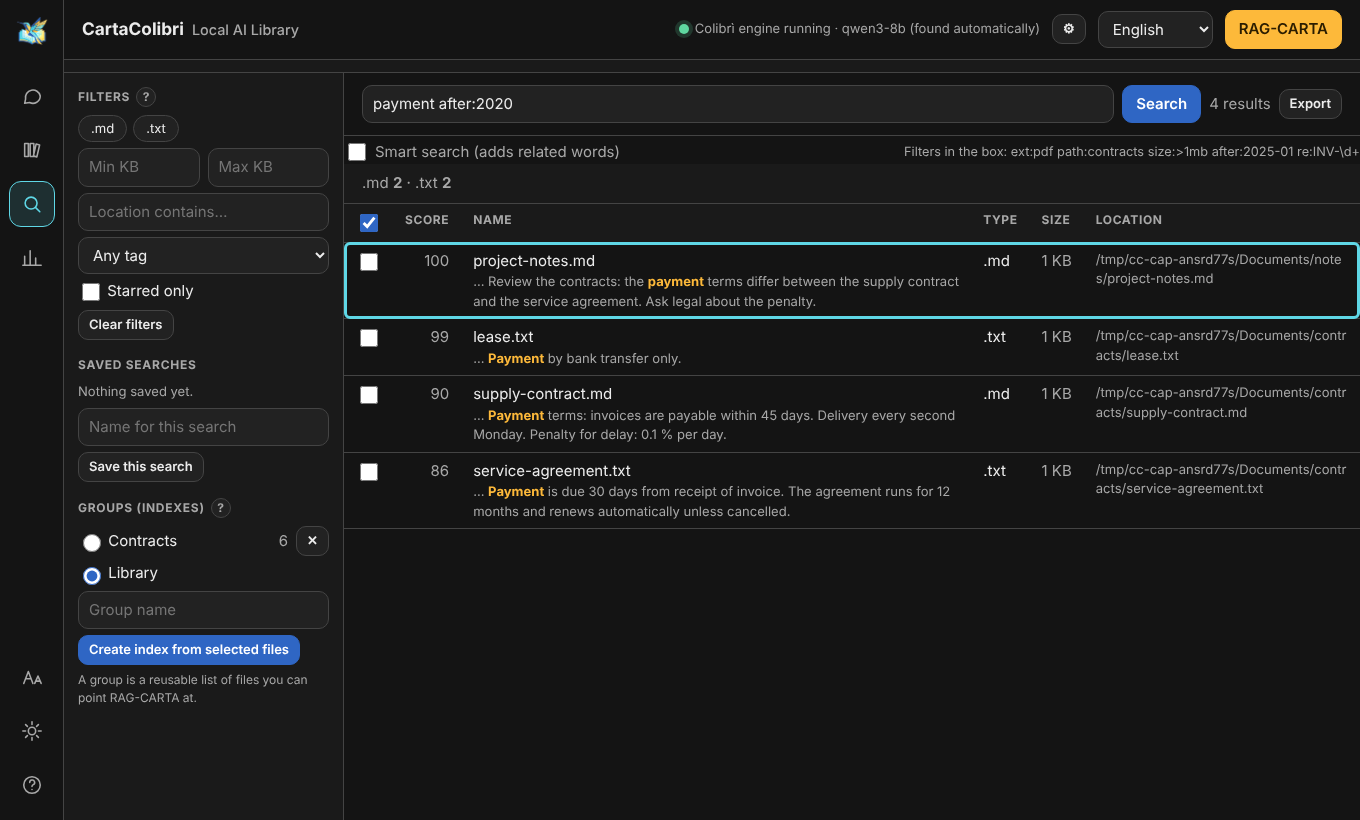 CartaColibri Local AI Library
Colibrì engine running · qwen3-8b (found automatically)
English
RAG-CARTA
FILTERS ?
.md .txt
Min KB Max KB
Location contains...
Any tag
Starred only
Clear filters
SAVED SEARCHES
Nothing saved yet.
Name for this search
Save this search
GROUPS (INDEXES) ?
Contracts 6 ✕
Library
Group name
Create index from selected files
A group is a reusable list of files you can
point RAG-CARTA at.
AA
payment after:2020
Search
4 results
Export
Smart search (adds related words)
Filters in the box: ext:pdf path:contracts size:>1mb after:2025-01 re:INV-\d+
.md 2 · .txt 2
SCORE NAME TYPE SIZE LOCATION
100 project-notes.md .md 1 KB /tmp/cc-cap-ansrd77s/Documents/note
s/project-notes.md
... Review the contracts: the payment terms differ between the supply contract
and the service agreement. Ask legal about the penalty.
99 lease.txt .txt 1 KB /tmp/cc-cap-ansrd77s/Documents/contr
acts/lease.txt
... Payment by bank transfer only.
90 supply-contract.md .md 1 KB /tmp/cc-cap-ansrd77s/Documents/contr
acts/supply-contract.md
... Payment terms: invoices are payable within 45 days. Delivery every second
Monday. Penalty for delay: 0.1 % per day.
86 service-agreement.txt .txt 1 KB /tmp/cc-cap-ansrd77s/Documents/contr
acts/service-agreement.txt
... Payment is due 30 days from receipt of invoice. The agreement runs for 12
months and renews automatically unless cancelled.